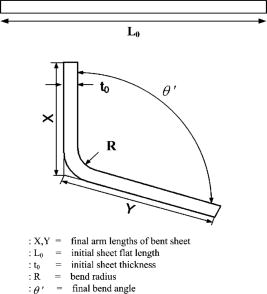 L₀
θ'
t₀
X
R
Y
: X,Y = final arm lengths of bent sheet
: L₀ = initial sheet flat length
: t₀ = initial sheet thickness
: R = bend radius
: θ' = final bend angle